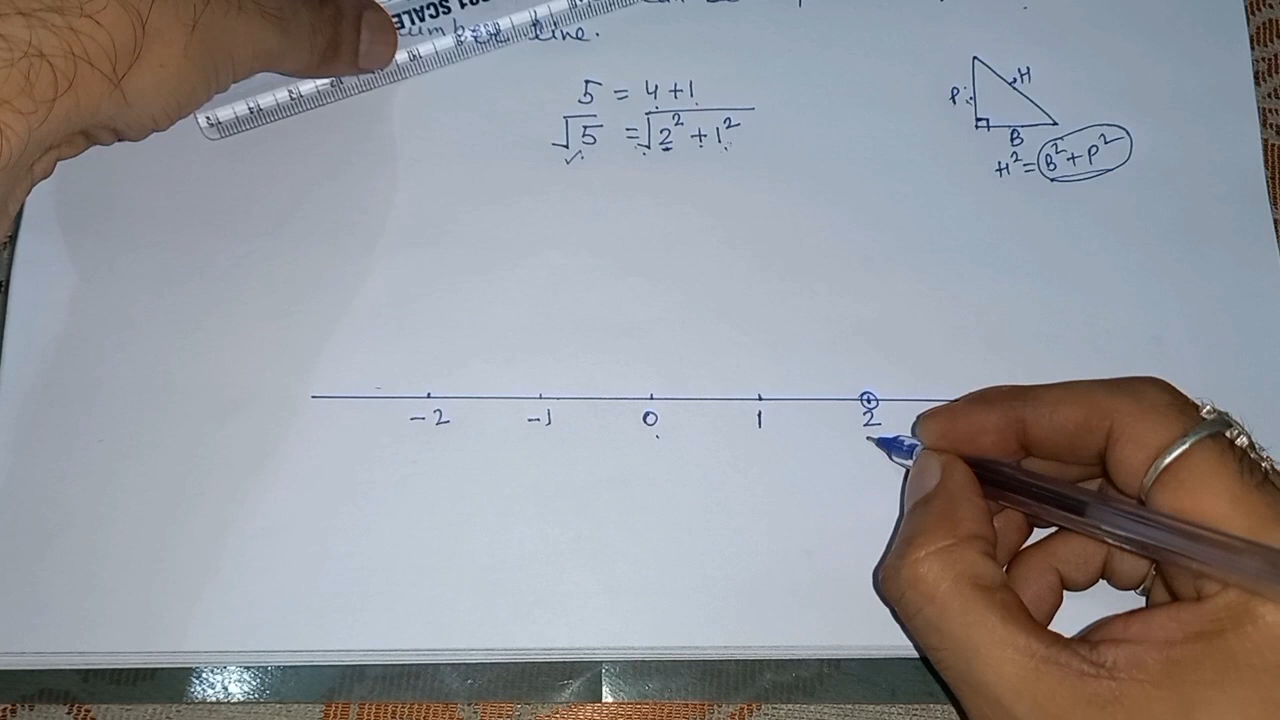 SCALE
line.
5 = 4 + 1
√5 = √2² + 1²
P
H
B
H² = B² + P²
-2 -1 0 1 2